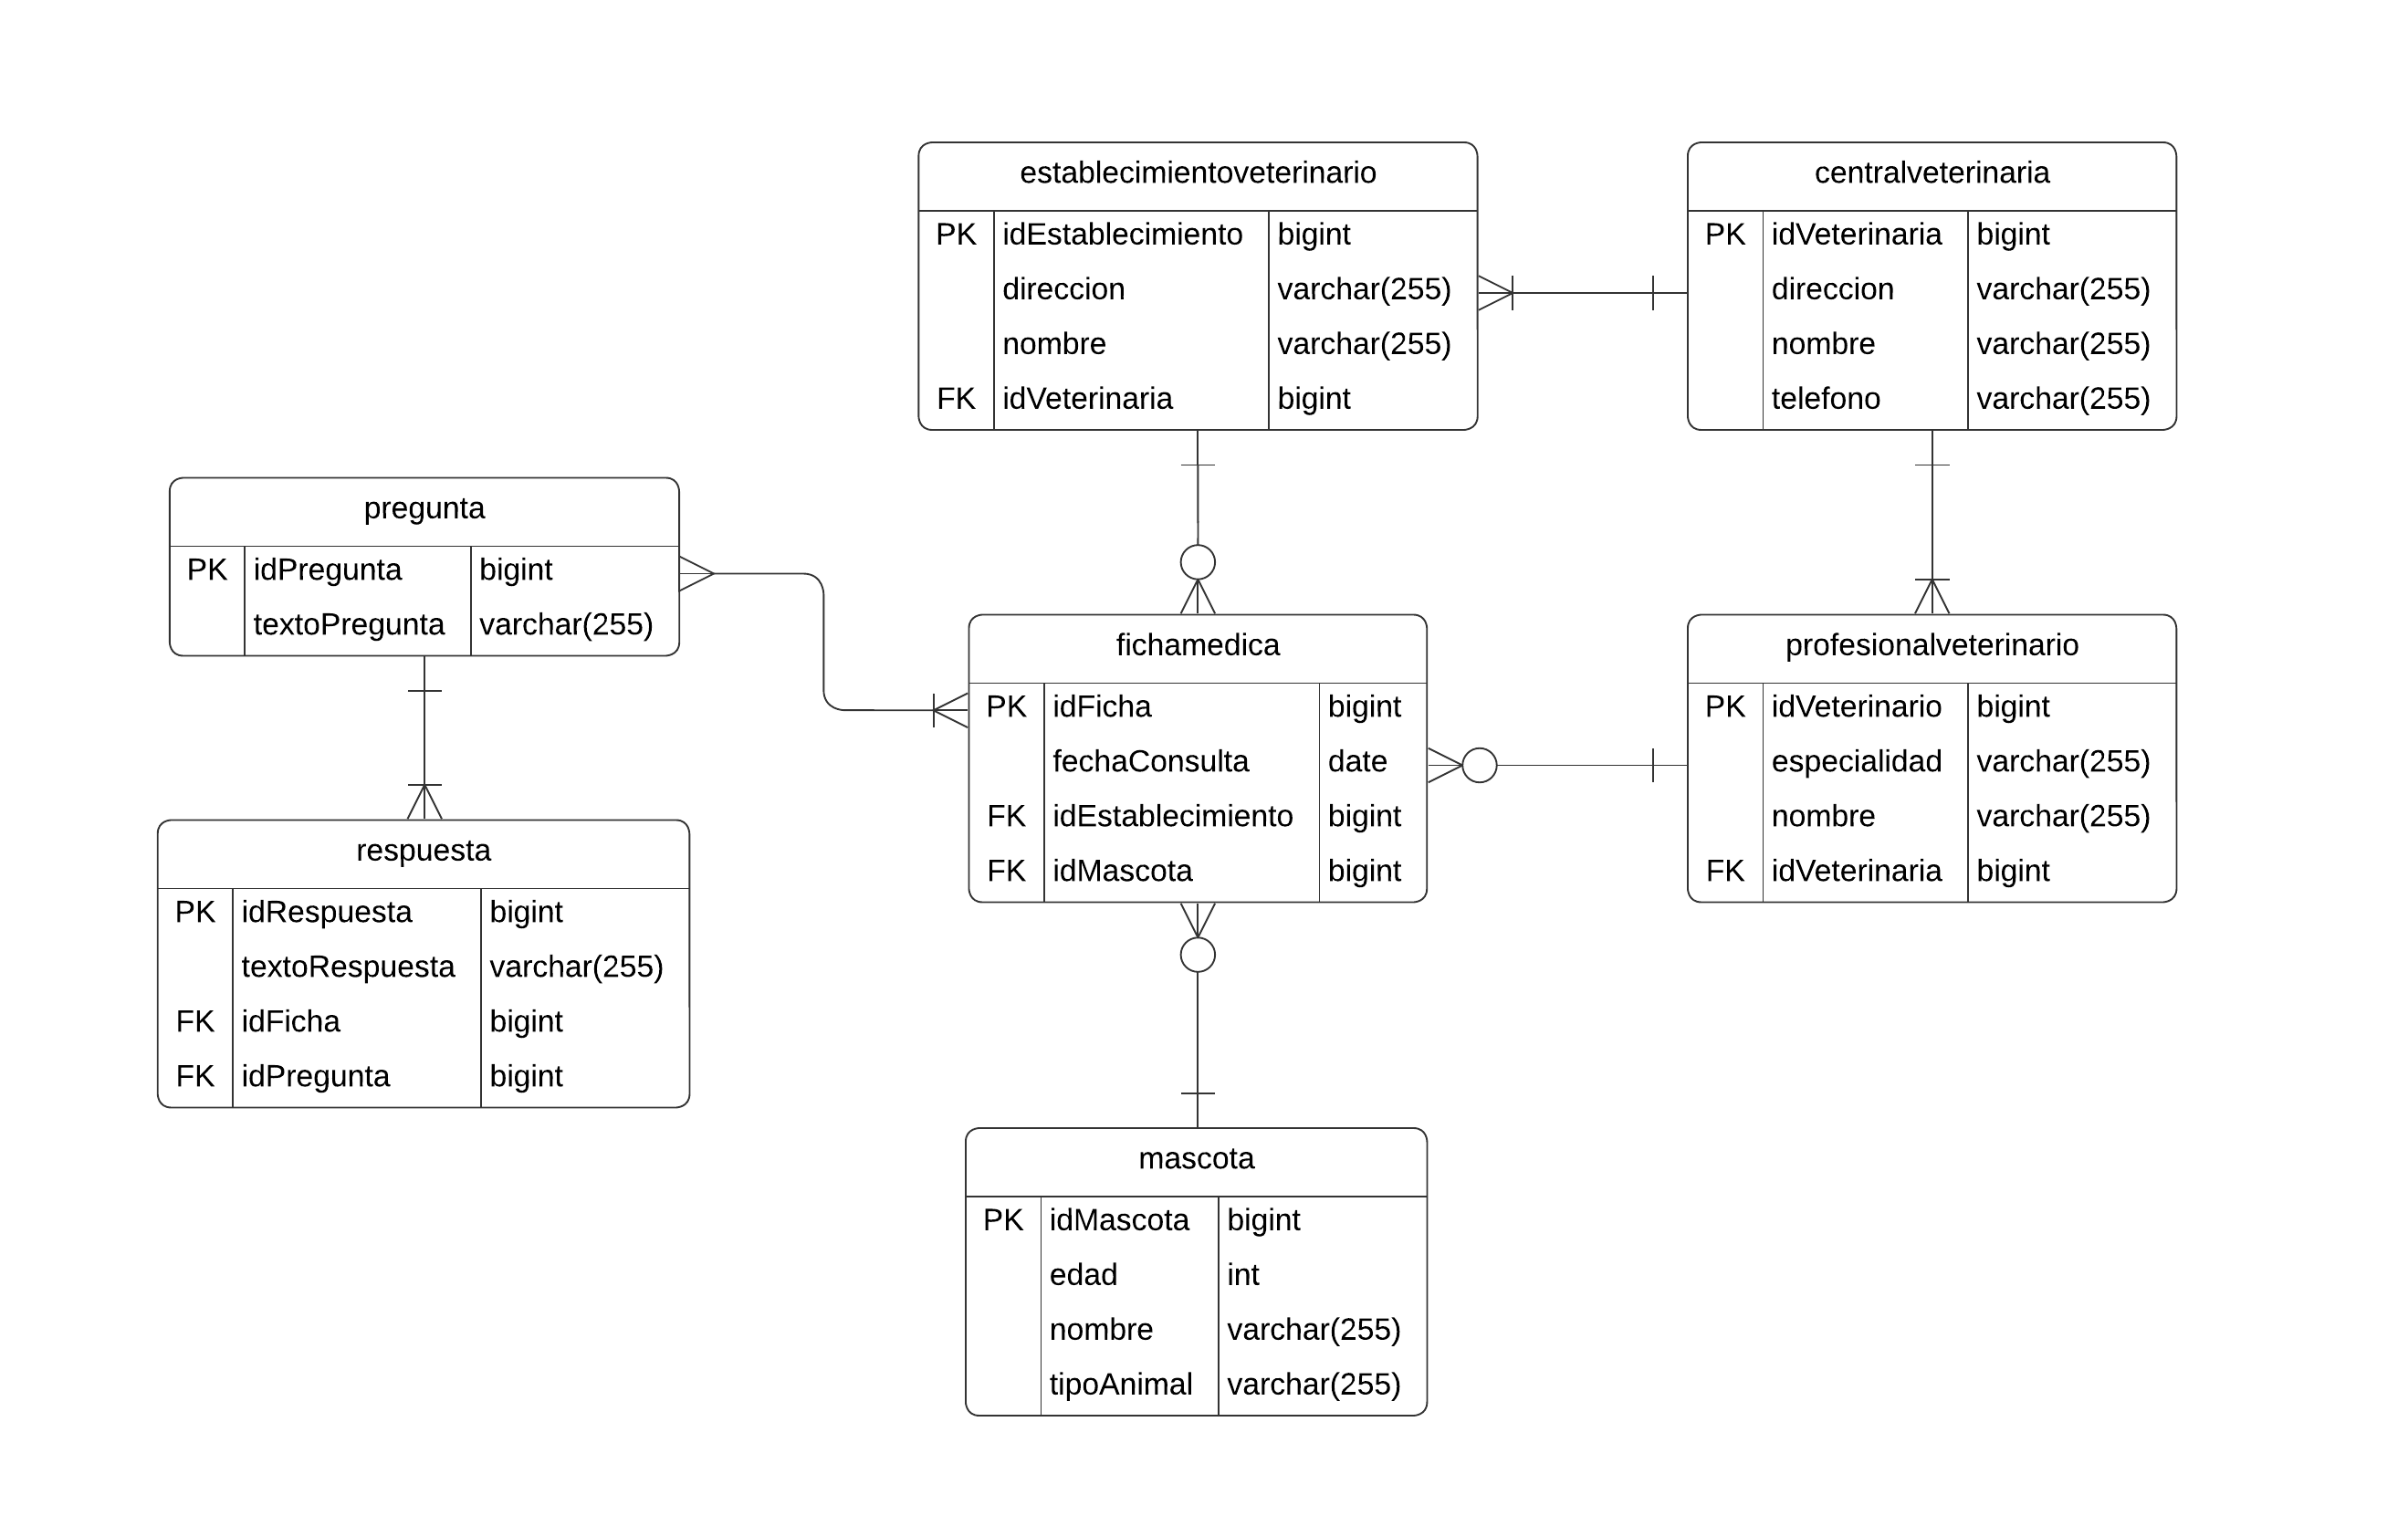 establecimientoveterinario
PK idEstablecimiento bigint
direccion varchar(255)
nombre varchar(255)
FK idVeterinaria bigint
centralveterinaria
PK idVeterinaria bigint
direccion varchar(255)
nombre varchar(255)
telefono varchar(255)
pregunta
PK idPregunta bigint
textoPregunta varchar(255)
fichamedica
PK idFicha bigint
fechaConsulta date
FK idEstablecimiento bigint
FK idMascota bigint
profesionalveterinario
PK idVeterinario bigint
especialidad varchar(255)
nombre varchar(255)
FK idVeterinaria bigint
respuesta
PK idRespuesta bigint
textoRespuesta varchar(255)
FK idFicha bigint
FK idPregunta bigint
mascota
PK idMascota bigint
edad int
nombre varchar(255)
tipoAnimal varchar(255)